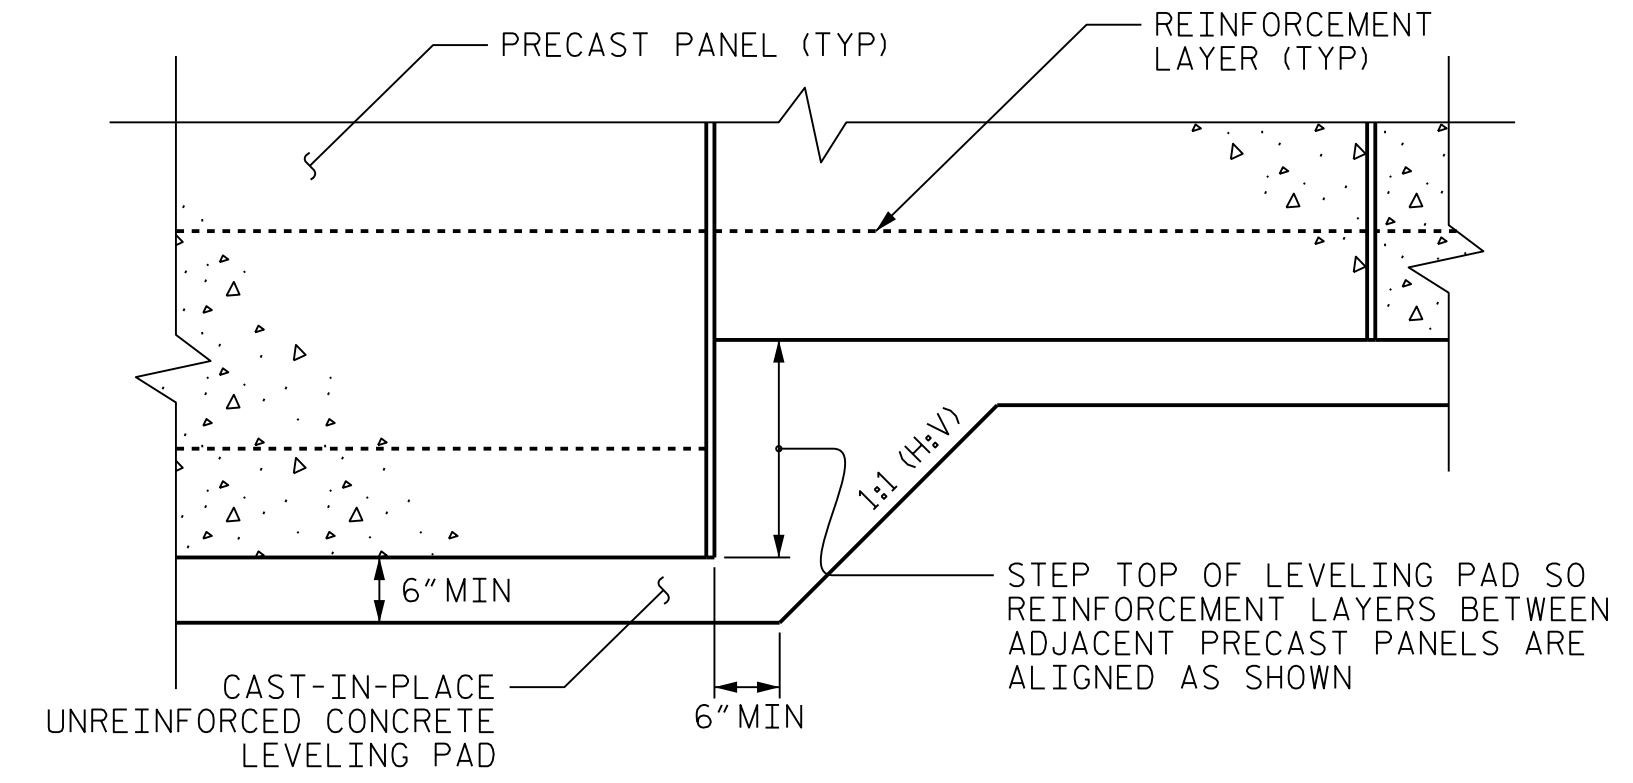 REINFORCEMENT
LAYER (TYP)
PRECAST PANEL (TYP)
1:1 (H:V)
6" MIN
STEP TOP OF LEVELING PAD SO
REINFORCEMENT LAYERS BETWEEN
ADJACENT PRECAST PANELS ARE
ALIGNED AS SHOWN
CAST-IN-PLACE
UNREINFORCED CONCRETE
LEVELING PAD
6" MIN